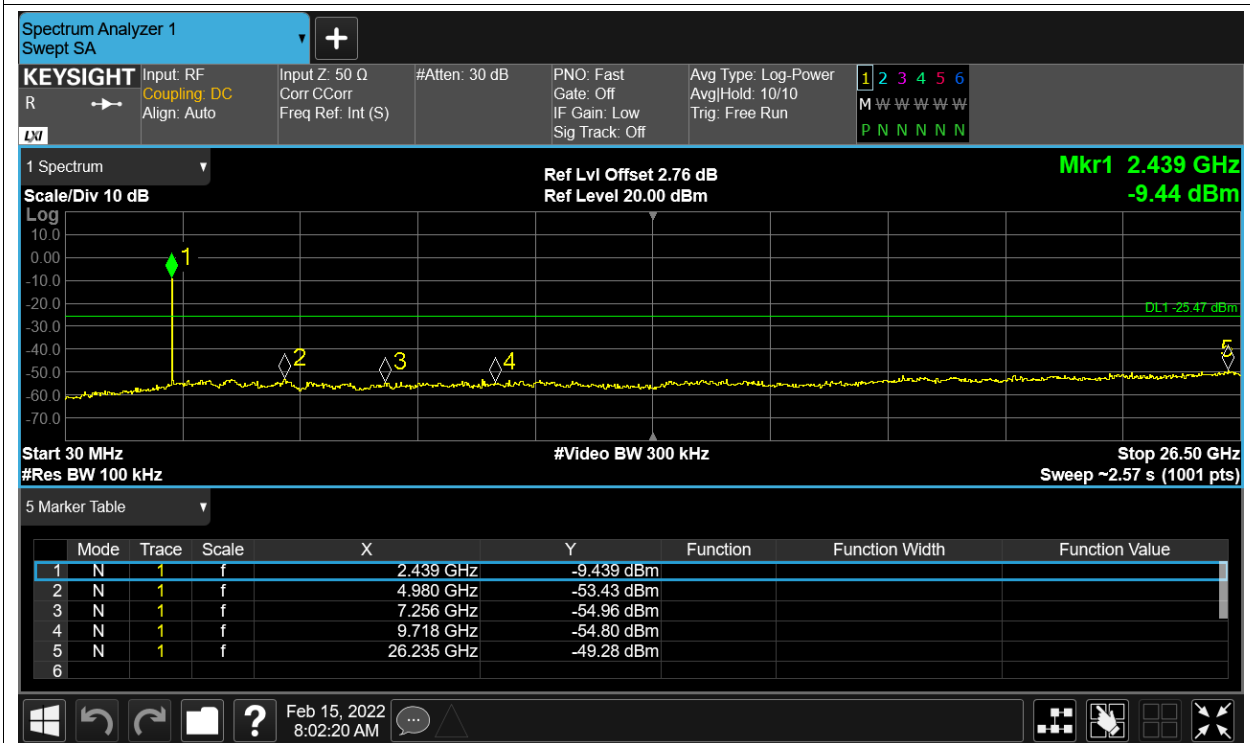 Spectrum Analyzer 1
Swept SA
KEYSIGHT Input: RF Input Z: 50 Ω #Atten: 30 dB PNO: Fast Avg Type: Log-Power 1 2 3 4 5 6
R Coupling: DC Corr CCorr Gate: Off Avg|Hold: 10/10 M W W W W W
Align: Auto Freq Ref: Int (S) IF Gain: Low Trig: Free Run
LXI Sig Track: Off P N N N N N
1 Spectrum Ref Lvl Offset 2.76 dB Mkr1 2.439 GHz
Scale/Div 10 dB Ref Level 20.00 dBm -9.44 dBm
Log
10.0
0.00 1
-10.0
-20.0 DL1 -25.47 dBm
-30.0
-40.0 2 3 4 5
-50.0
-60.0
-70.0
Start 30 MHz #Video BW 300 kHz Stop 26.50 GHz
#Res BW 100 kHz Sweep ~2.57 s (1001 pts)
5 Marker Table
Mode Trace Scale X Y Function Function Width Function Value
1 N 1 f 2.439 GHz -9.439 dBm
2 N 1 f 4.980 GHz -53.43 dBm
3 N 1 f 7.256 GHz -54.96 dBm
4 N 1 f 9.718 GHz -54.80 dBm
5 N 1 f 26.235 GHz -49.28 dBm
6
? Feb 15, 2022
8:02:20 AM